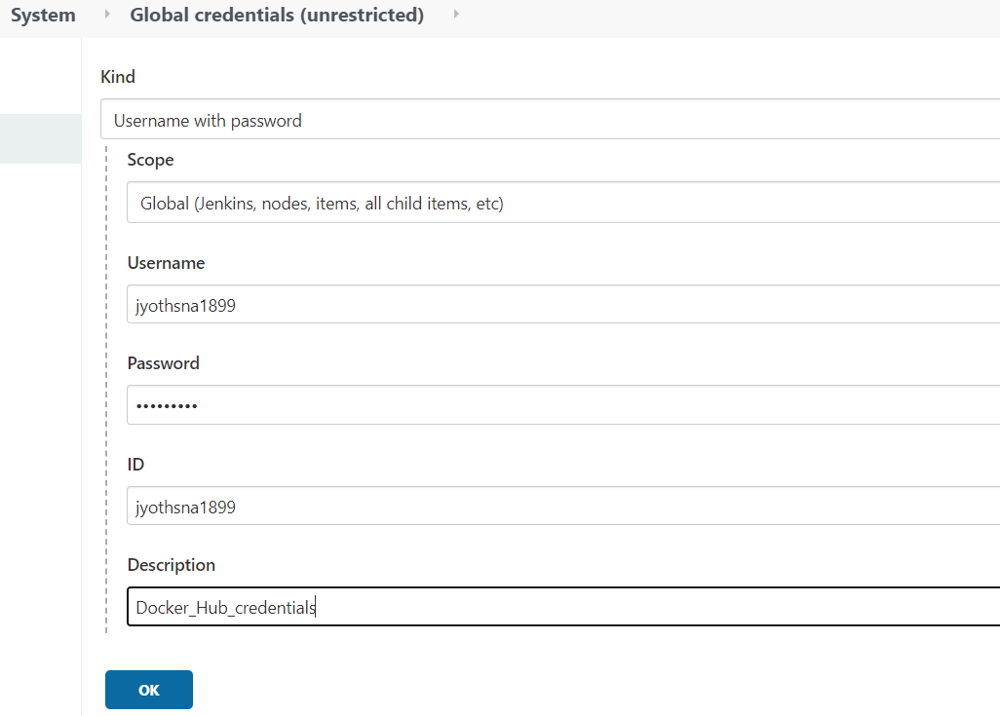 System Global credentials (unrestricted)
Kind
Username with password
Scope
Global (Jenkins, nodes, items, all child items, etc)
Username
jyothsna1899
Password
•••••••••
ID
jyothsna1899
Description
Docker_Hub_credentials
OK